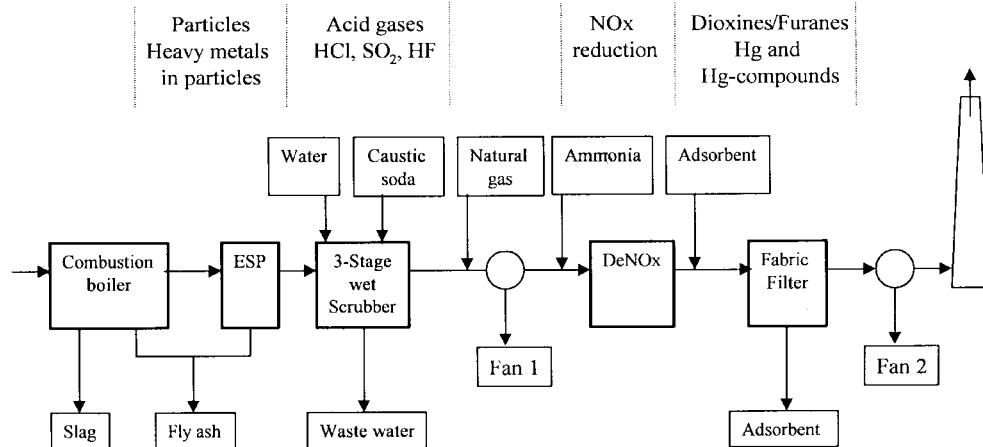 Particles
Heavy metals
in particles
Acid gases
HCl, SO₂, HF
NOx
reduction
Dioxines/Furanes
Hg and
Hg-compounds
Water
Caustic
soda
Natural
gas
Ammonia
Adsorbent
Combustion
boiler
ESP
3-Stage
wet
Scrubber
DeNOx
Fabric
Filter
Fan 1
Fan 2
Slag
Fly ash
Waste water
Adsorbent